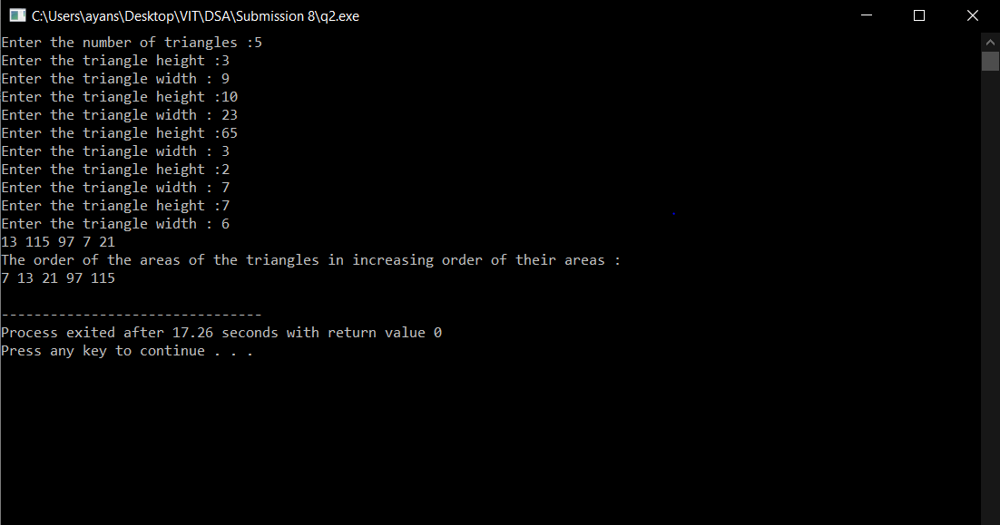 C:\Users\ayans\Desktop\VIT\DSA\Submission 8\q2.exe
Enter the number of triangles :5
Enter the triangle height :3
Enter the triangle width : 9
Enter the triangle height :10
Enter the triangle width : 23
Enter the triangle height :65
Enter the triangle width : 3
Enter the triangle height :2
Enter the triangle width : 7
Enter the triangle height :7
Enter the triangle width : 6
13 115 97 7 21
The order of the areas of the triangles in increasing order of their areas :
7 13 21 97 115
--------------------------------
Process exited after 17.26 seconds with return value 0
Press any key to continue . . .